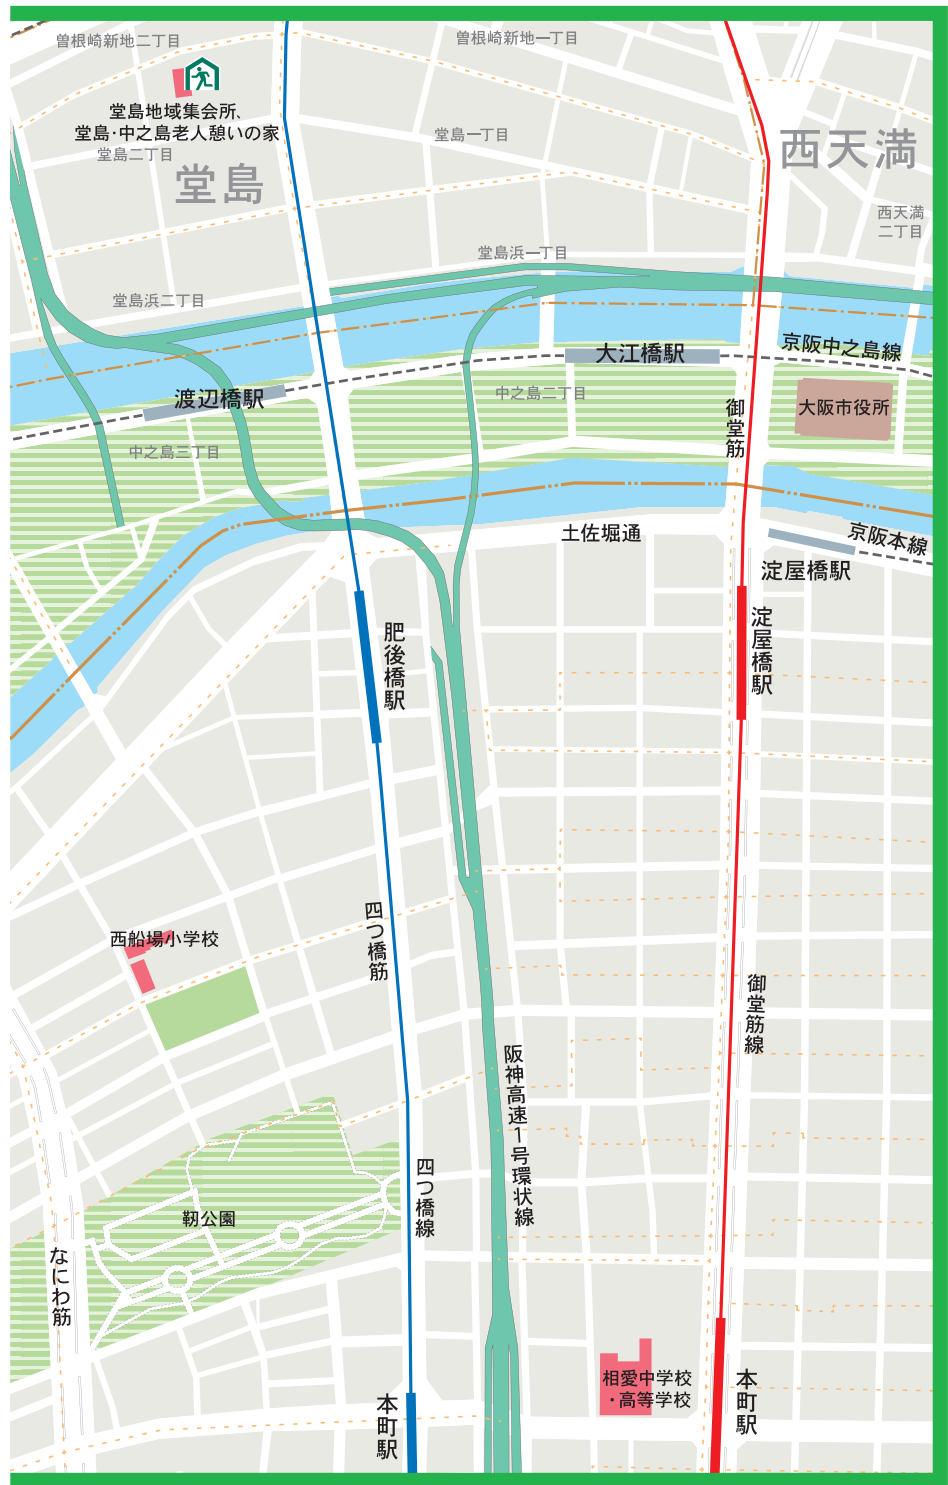 曽根崎新地二丁目
曽根崎新地一丁目
堂島地域集会所、
堂島・中之島老人憩いの家
堂島二丁目
堂島一丁目
西天満
堂島
西天満
二丁目
堂島浜一丁目
堂島浜二丁目
大江橋駅
京阪中之島線
渡辺橋駅
中之島二丁目
大阪市役所
御堂筋
中之島三丁目
土佐堀通
京阪本線
淀屋橋駅
淀屋橋駅
肥後橋駅
四つ橋筋
西船場小学校
御堂筋線
阪神高速1号環状線
四つ橋線
靭公園
なにわ筋
相愛中学校
・高等学校
本町駅
本町駅